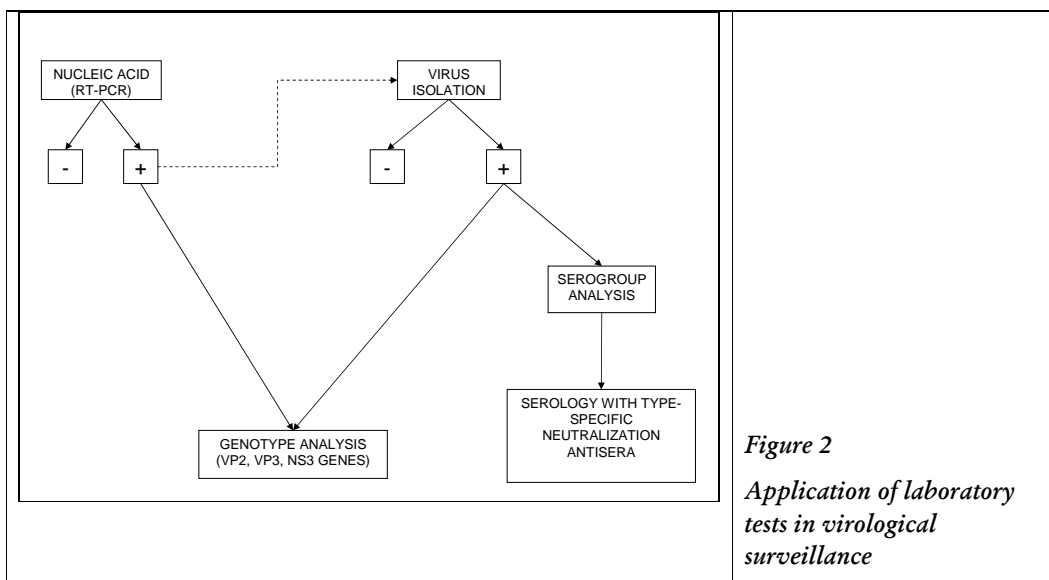 NUCLEIC ACID
(RT-PCR)
VIRUS
ISOLATION
-
+
-
+
SEROGROUP
ANALYSIS
SEROLOGY WITH TYPE-
SPECIFIC
NEUTRALIZATION
ANTISERA
GENOTYPE ANALYSIS
(VP2, VP3, NS3 GENES)
Figure 2
Application of laboratory
tests in virological
surveillance